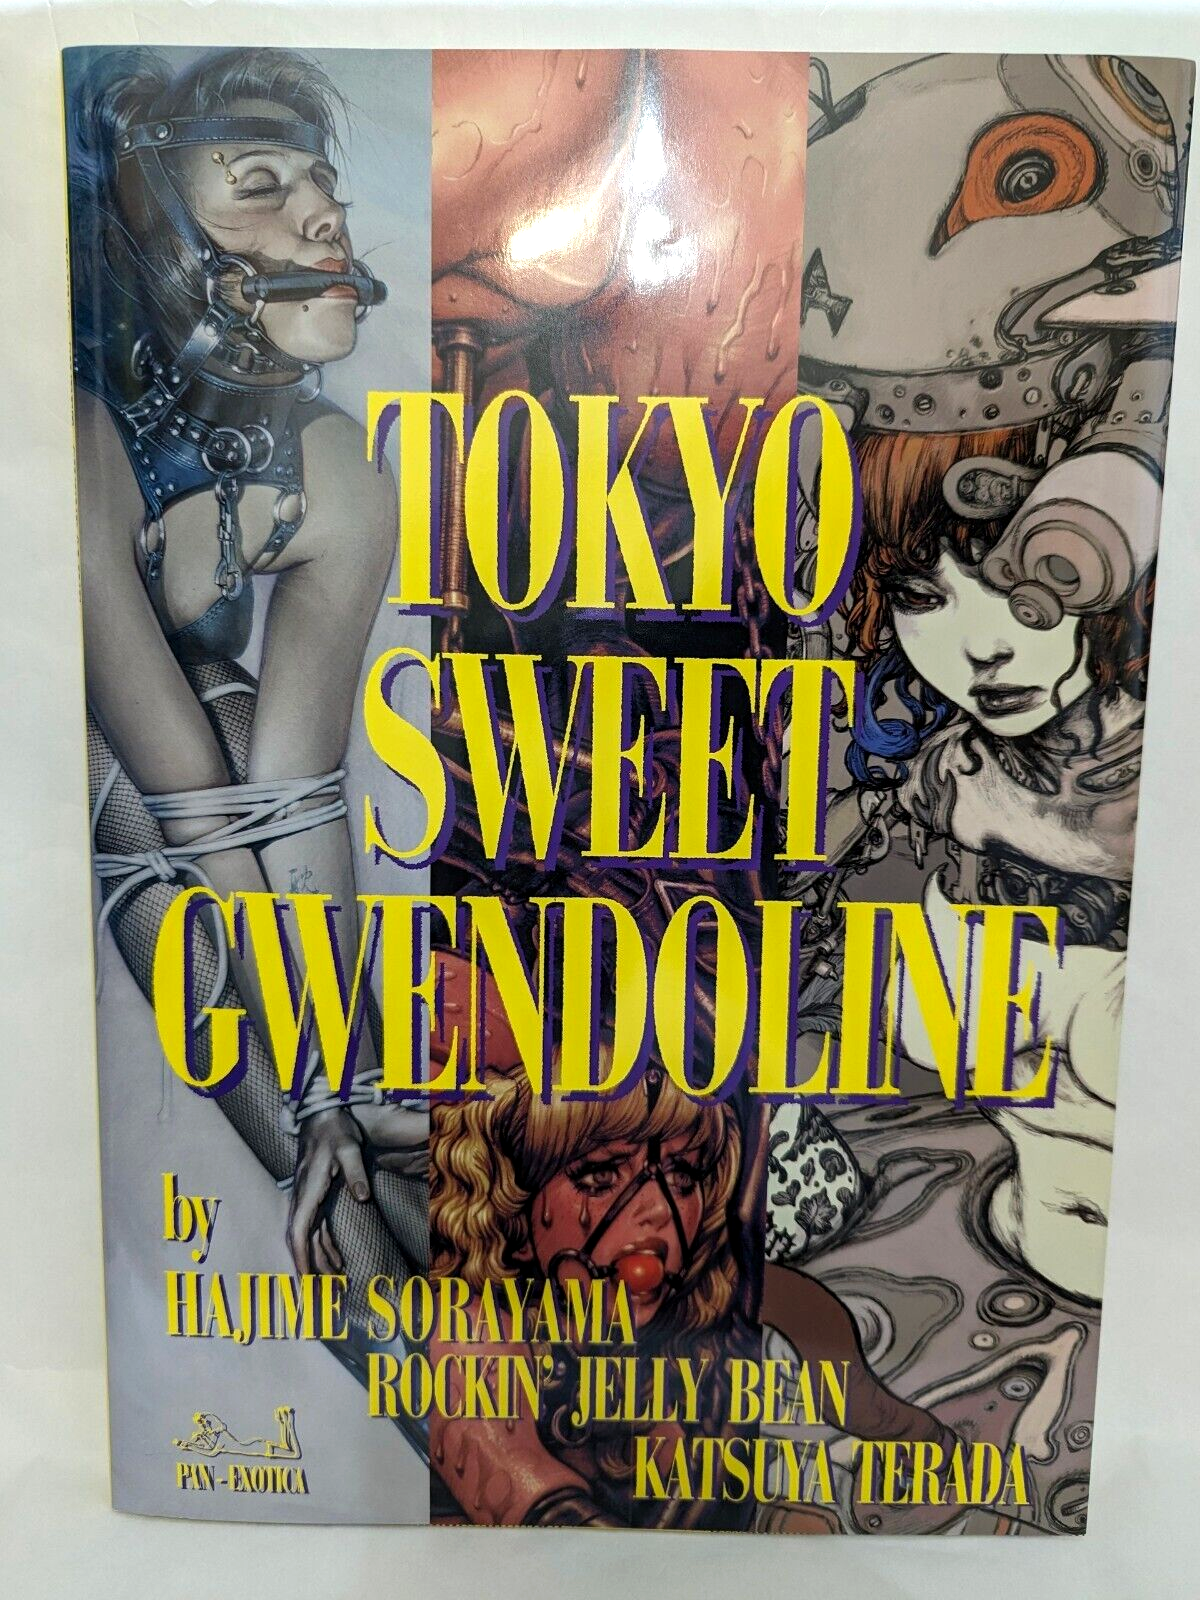 TOKYO
SWEET
GWENDOLINE
by
HAJIME SORAYAMA
ROCKIN' JELLY BEAN
KATSUYA TERADA
PAN-EXOTICA